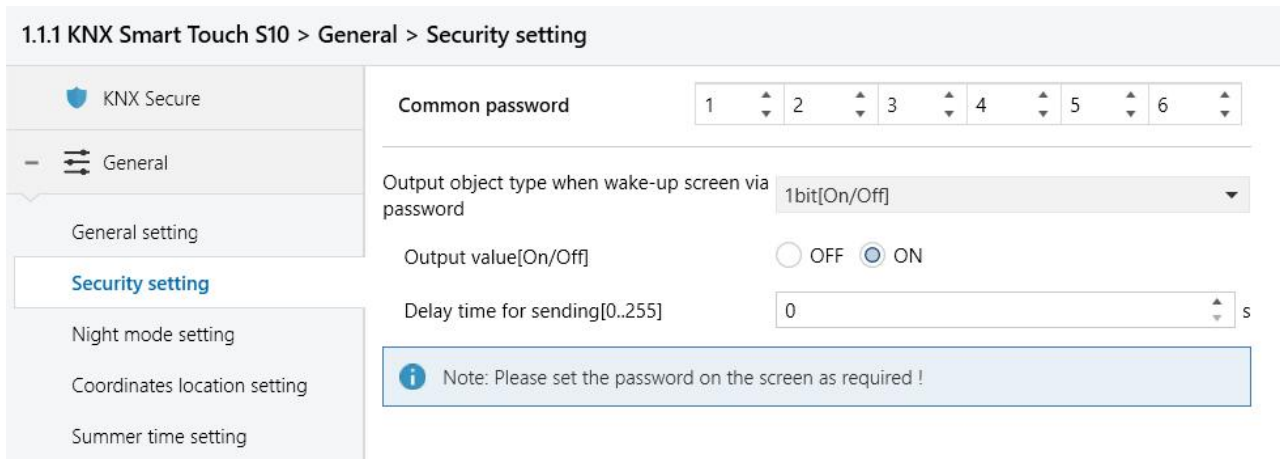 1.1.1 KNX Smart Touch S10 > General > Security setting
KNX Secure
General
General setting
Security setting
Night mode setting
Coordinates location setting
Summer time setting
Common password 1 2 3 4 5 6
Output object type when wake-up screen via
password
1bit[On/Off]
Output value[On/Off] OFF ON
Delay time for sending[0..255] 0 s
Note: Please set the password on the screen as required !